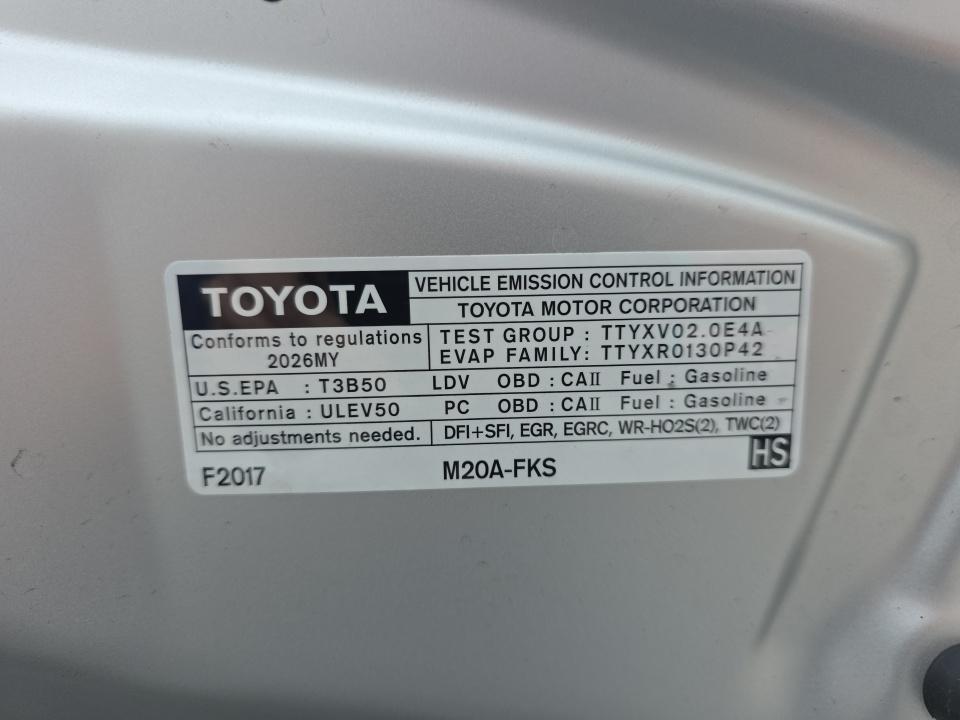 TOYOTA
VEHICLE EMISSION CONTROL INFORMATION
TOYOTA MOTOR CORPORATION
Conforms to regulations
2026MY
TEST GROUP : TTYXV02.0E4A
EVAP FAMILY: TTYXR0130P42
U.S.EPA : T3B50 LDV OBD : CAII Fuel : Gasoline
California : ULEV50 PC OBD : CAII Fuel : Gasoline
No adjustments needed. DFI+SFI, EGR, EGRC, WR-HO2S(2), TWC(2)
F2017 M20A-FKS HS